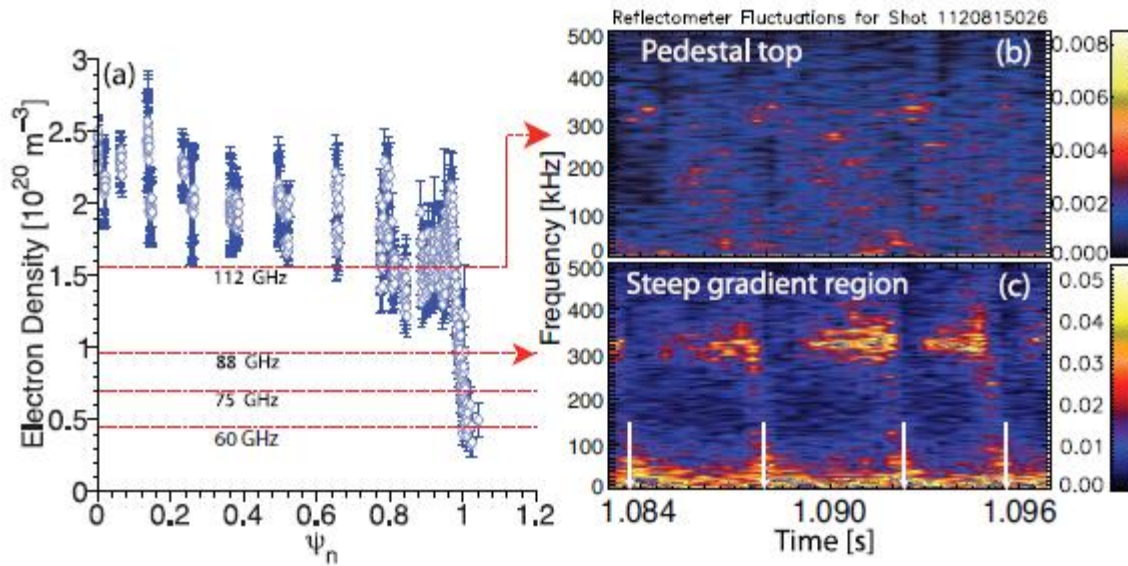 Reflectometer Fluctuations for Shot 1120815026
(a)
Electron Density [10²⁰ m⁻³]
3
2.5
2
1.5
1
0.5
0
112 GHz
88 GHz
75 GHz
60 GHz
0 0.2 0.4 0.6 0.8 1 1.2
ψn
Pedestal top (b)
Frequency [kHz]
500
400
300
200
100
0
0.008
0.006
0.004
0.002
0.000
Steep gradient region (c)
500
400
300
200
100
0
0.05
0.04
0.03
0.02
0.01
0.00
1.084 1.090 1.096
Time [s]